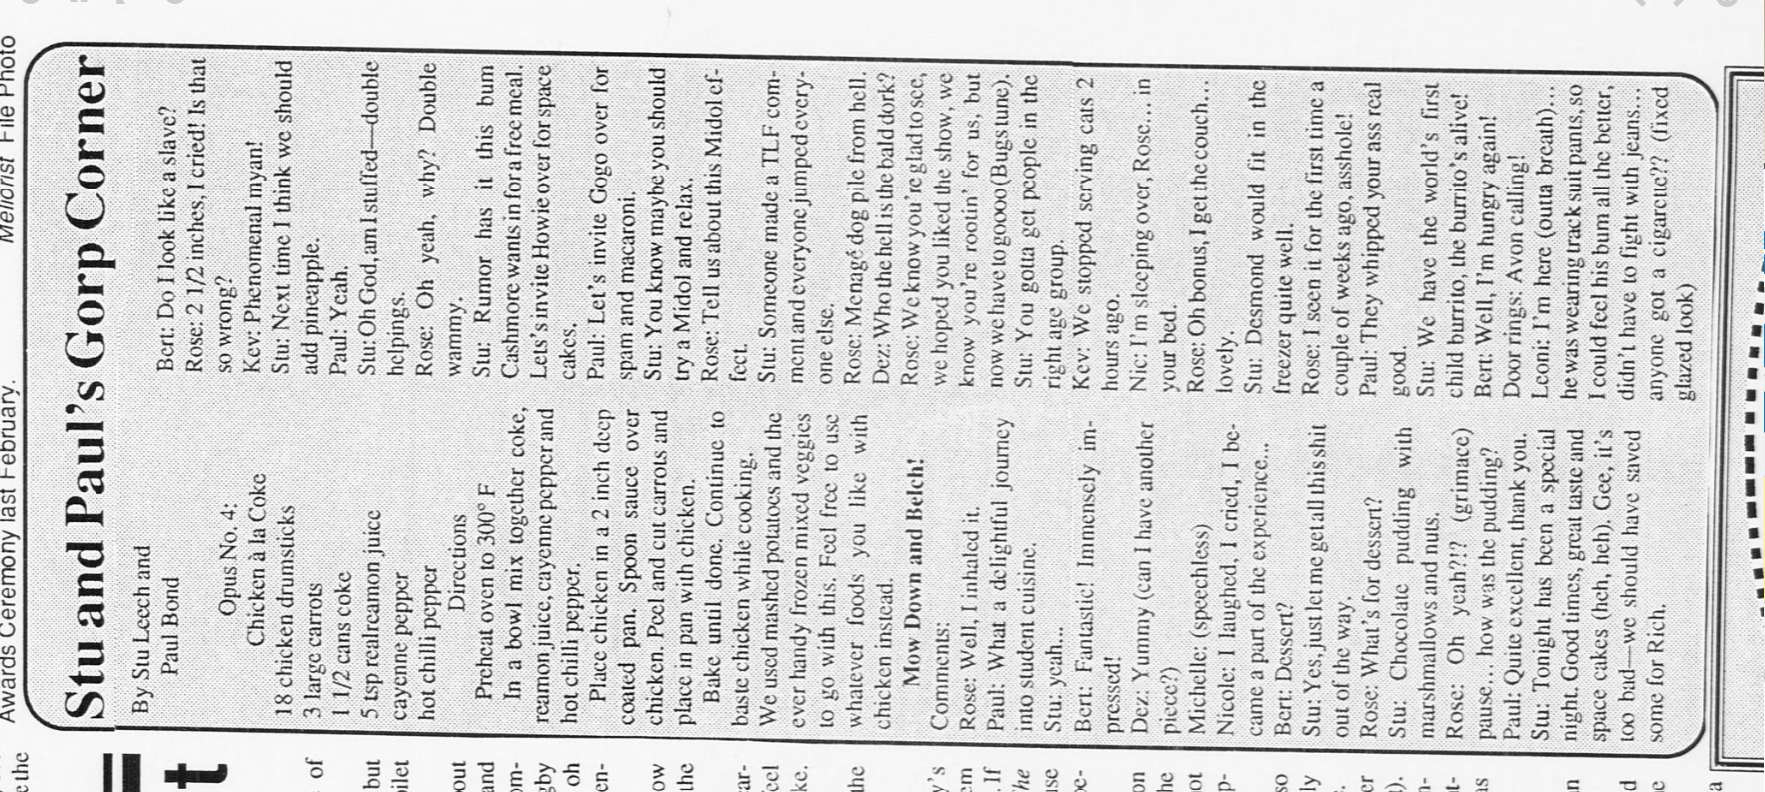 Awards Ceremony last February.
Meliorist File Photo
Stu and Paul's Gorp Corner
By Stu Leech and
Paul Bond
Opus No. 4:
Chicken à la Coke
18 chicken drumsticks
3 large carrots
1 1/2 cans coke
5 tsp realreamon juice
cayenne pepper
hot chilli pepper
Directions
Preheat oven to 300° F
In a bowl mix together coke,
reamon juice, cayenne pepper and
hot chilli pepper.
Place chicken in a 2 inch deep
coated pan. Spoon sauce over
chicken. Peel and cut carrots and
place in pan with chicken.
Bake until done. Continue to
baste chicken while cooking.
We used mashed potatoes and the
ever handy frozen mixed veggies
to go with this. Feel free to use
whatever foods you like with
chicken instead.
Mow Down and Belch!
Comments:
Rose: Well, I inhaled it.
Paul: What a delightful journey
into student cuisine.
Stu: yeah...
Bert: Fantastic! Immensely im-
pressed!
Dez: Yummy (can I have another
piece?)
Michelle: (speechless)
Nicole: I laughed, I cried, I be-
came a part of the experience...
Bert: Dessert?
Stu: Yes, just let me get all this shit
out of the way.
Rose: What's for dessert?
Stu: Chocolate pudding with
marshmallows and nuts.
Rose: Oh yeah?!? (grimace)
pause... how was the pudding?
Paul: Quite excellent, thank you.
Stu: Tonight has been a special
night. Good times, great taste and
space cakes (heh, heh). Gee, it's
too bad—we should have saved
some for Rich.
Bert: Do I look like a slave?
Rose: 2 1/2 inches, I cried! Is that
so wrong?
Kev: Phenomenal myan!
Stu: Next time I think we should
add pineapple.
Paul: Yeah.
Stu: Oh God, am I stuffed—double
helpings.
Rose: Oh yeah, why? Double
wammy.
Stu: Rumor has it this bum
Cashmore wants in for a free meal.
Lets's invite Howie over for space
cakes.
Paul: Let's invite Gogo over for
spam and macaroni.
Stu: You know maybe you should
try a Midol and relax.
Rose: Tell us about this Midol ef-
fect.
Stu: Someone made a TLF com-
ment and everyone jumped every-
one else.
Rose: Menagé dog pile from hell.
Dez: Who the hell is the bald dork?
Rose: We know you're glad to see,
we hoped you liked the show, we
know you're rootin' for us, but
now we have to goooo (Bugs tune).
Stu: You gotta get people in the
right age group.
Kev: We stopped serving cats 2
hours ago.
Nic: I'm sleeping over, Rose... in
your bed.
Rose: Oh bonus, I get the couch...
lovely.
Stu: Desmond would fit in the
freezer quite well.
Rose: I seen it for the first time a
couple of weeks ago, asshole!
Paul: They whipped your ass real
good.
Stu: We have the world's first
child burrito, the burrito's alive!
Bert: Well, I'm hungry again!
Door rings: Avon calling!
Leoni: I'm here (outta breath)...
he was wearing track suit pants, so
I could feel his bum all the better,
didn't have to fight with jeans...
anyone got a cigarette?? (fixed
glazed look)